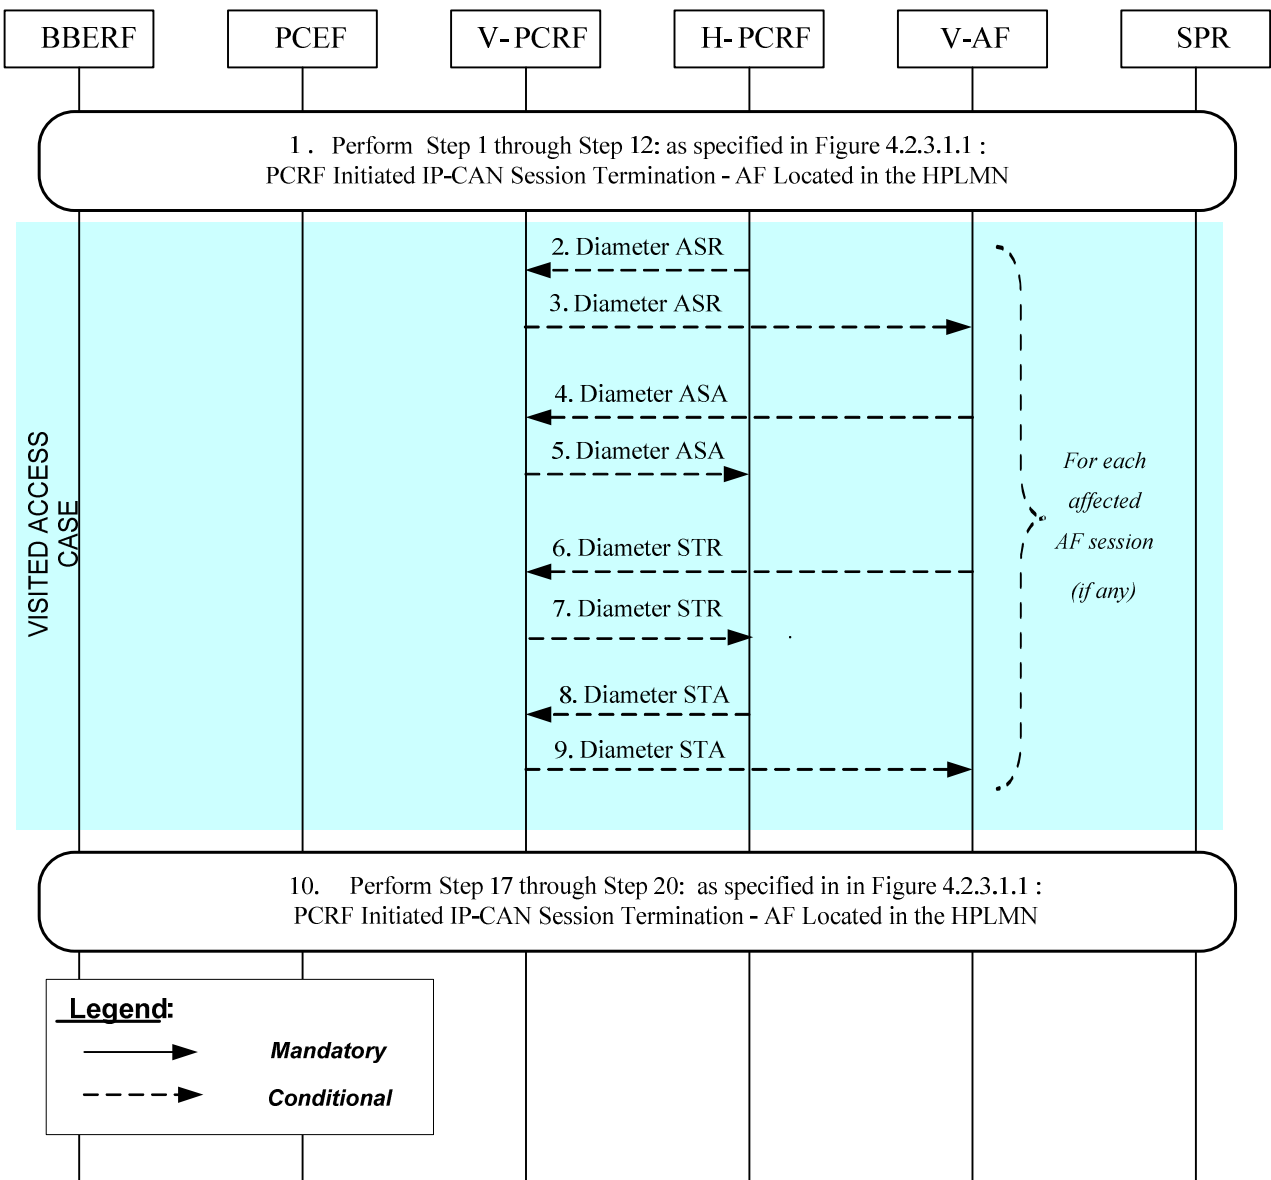 BBERF
PCEF
V-PCRF
H-PCRF
V-AF
SPR
1. Perform Step 1 through Step 12: as specified in Figure 4.2.3.1.1 :
PCRF Initiated IP-CAN Session Termination - AF Located in the HPLMN
VISITED ACCESS
CASE
2. Diameter ASR
3. Diameter ASR
4. Diameter ASA
5. Diameter ASA
6. Diameter STR
7. Diameter STR
8. Diameter STA
9. Diameter STA
For each
affected
AF session
(if any)
10. Perform Step 17 through Step 20: as specified in in Figure 4.2.3.1.1 :
PCRF Initiated IP-CAN Session Termination - AF Located in the HPLMN
Legend:
Mandatory
Conditional